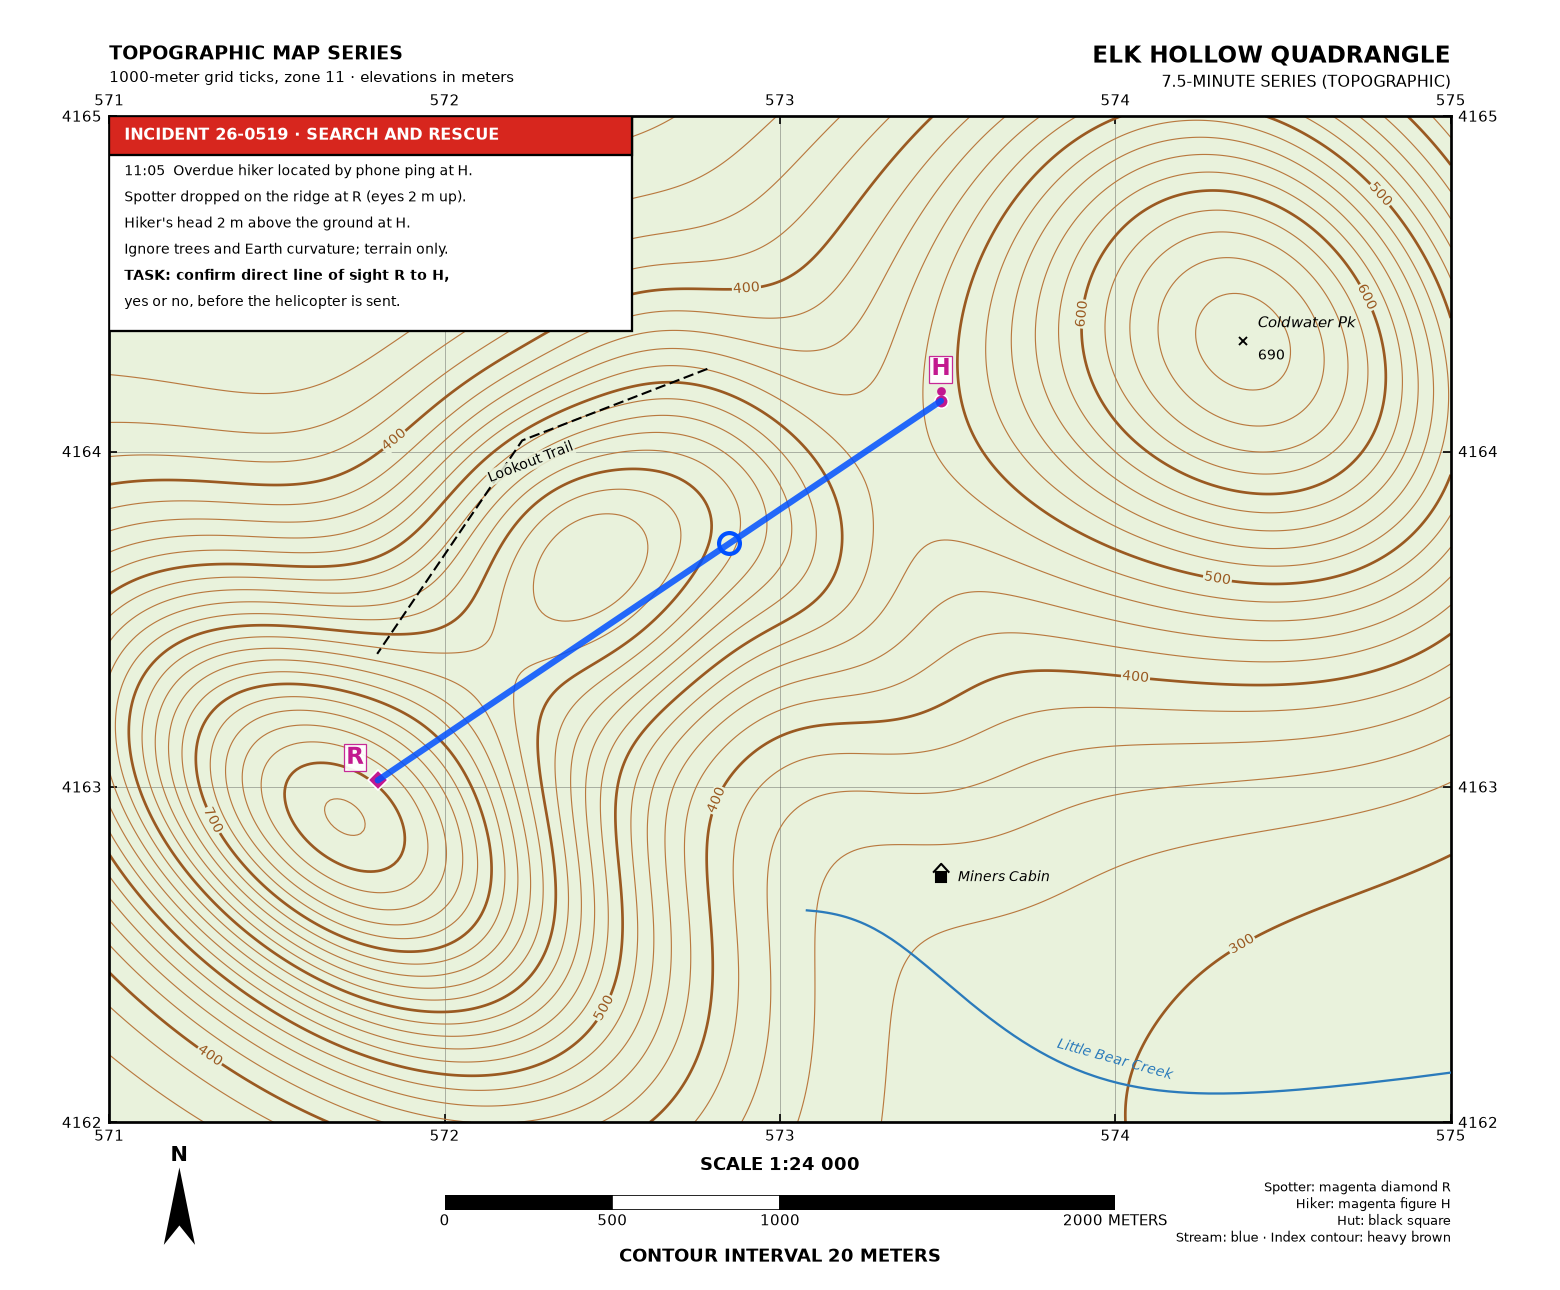 TOPOGRAPHIC MAP SERIES
1000-meter grid ticks, zone 11 · elevations in meters
ELK HOLLOW QUADRANGLE
7.5-MINUTE SERIES (TOPOGRAPHIC)
571 572 573 574 575
4165 4165
INCIDENT 26-0519 · SEARCH AND RESCUE
11:05 Overdue hiker located by phone ping at H.
Spotter dropped on the ridge at R (eyes 2 m up).
Hiker's head 2 m above the ground at H.
Ignore trees and Earth curvature; terrain only.
TASK: confirm direct line of sight R to H,
yes or no, before the helicopter is sent.
500
400
600
600
Coldwater Pk
690
H
400
4164 4164
Lookout Trail
500
400
R
4163 4163
700
400
Miners Cabin
300
500
400
Little Bear Creek
4162 4162
571 572 573 574 575
N
SCALE 1:24 000
0 500 1000 2000 METERS
CONTOUR INTERVAL 20 METERS
Spotter: magenta diamond R
Hiker: magenta figure H
Hut: black square
Stream: blue · Index contour: heavy brown